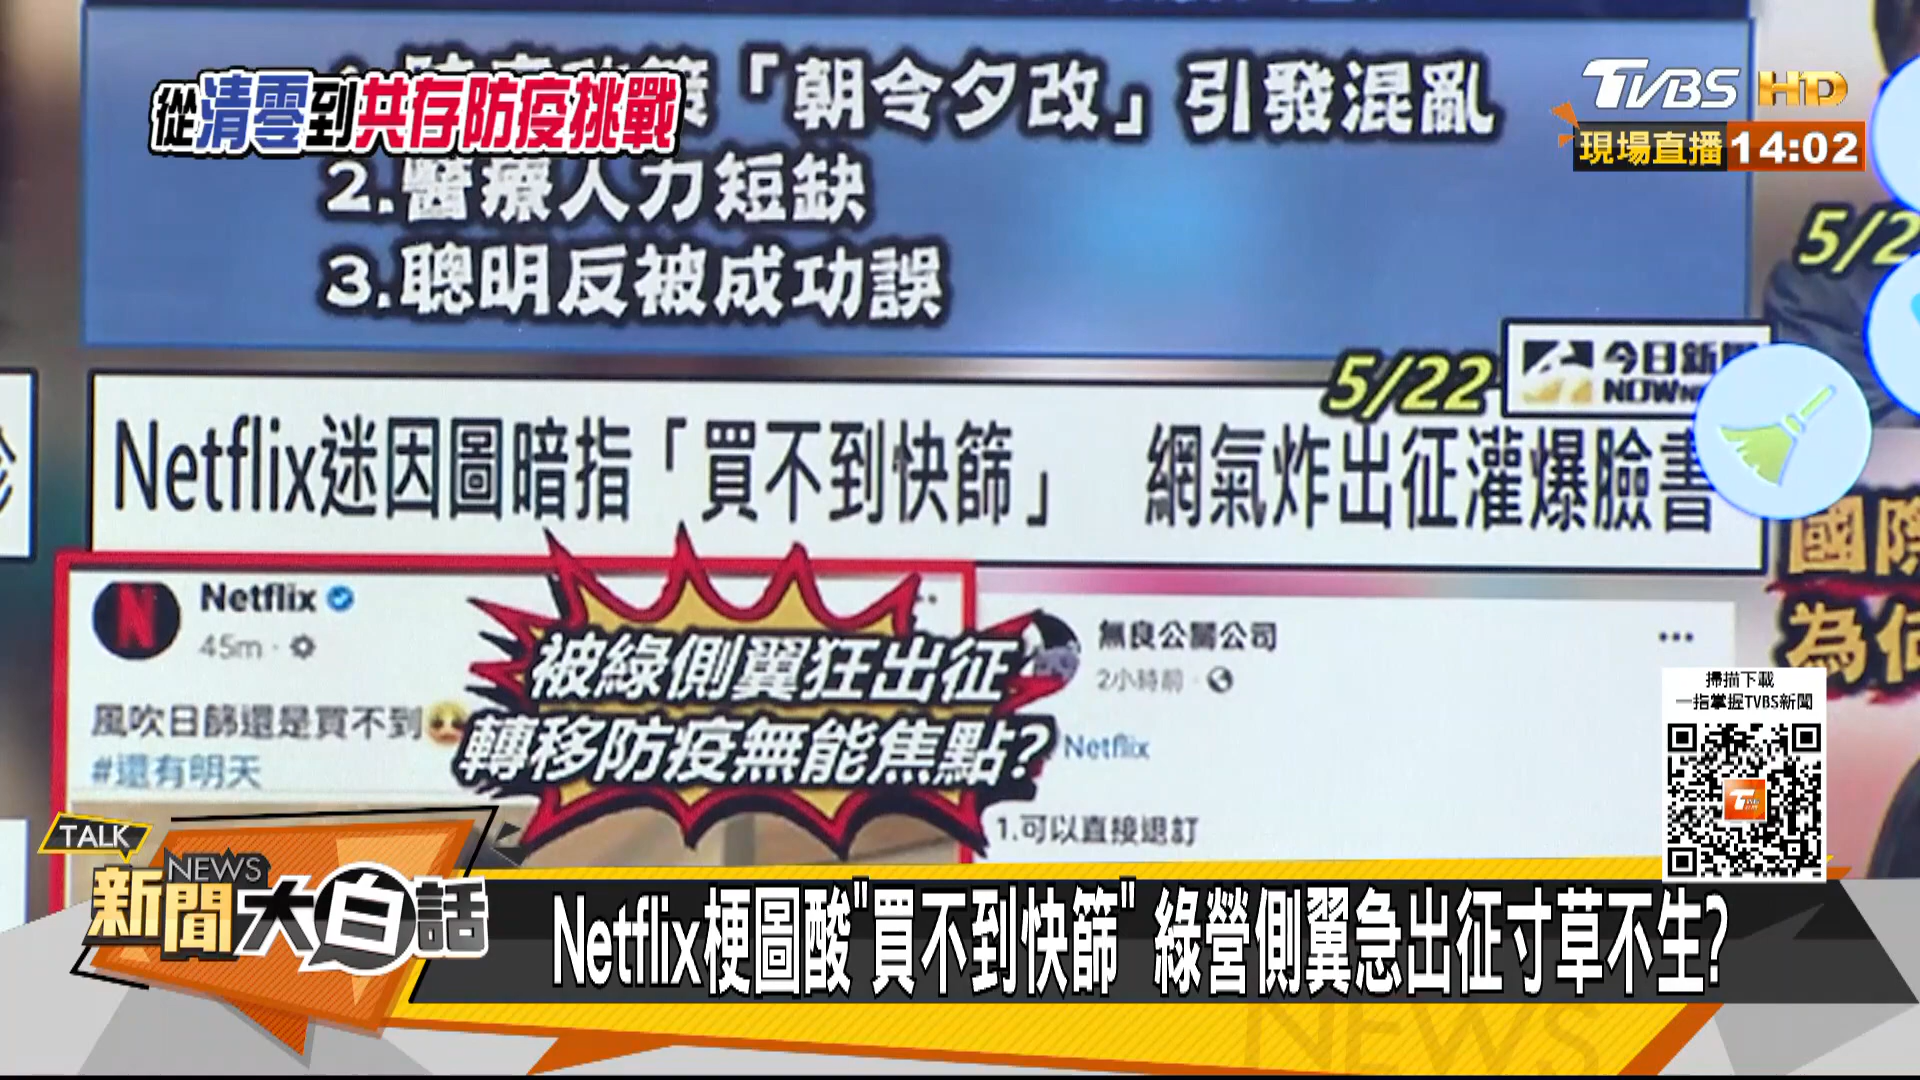 「朝令夕改」引發混亂
從清零到共存防疫挑戰
TVBS HD
現場直播 14:02
2.醫療人力短缺
3.聰明反被成功誤
5/2
5/22
今日新聞
NOWnews
Netflix迷因圖暗指「買不到快篩」 網氣炸出征灌爆臉書
國際
為何
Netflix
45m
風吹日篩還是買不到
#還有明天
被綠側翼狂出征
轉移防疫無能焦點?
無良公關公司
2小時前
Netflix
1.可以直接退訂
掃描下載
一指掌握TVBS新聞
TALK
NEWS
新聞大白話
Netflix梗圖酸"買不到快篩" 綠營側翼急出征寸草不生?
NEWS